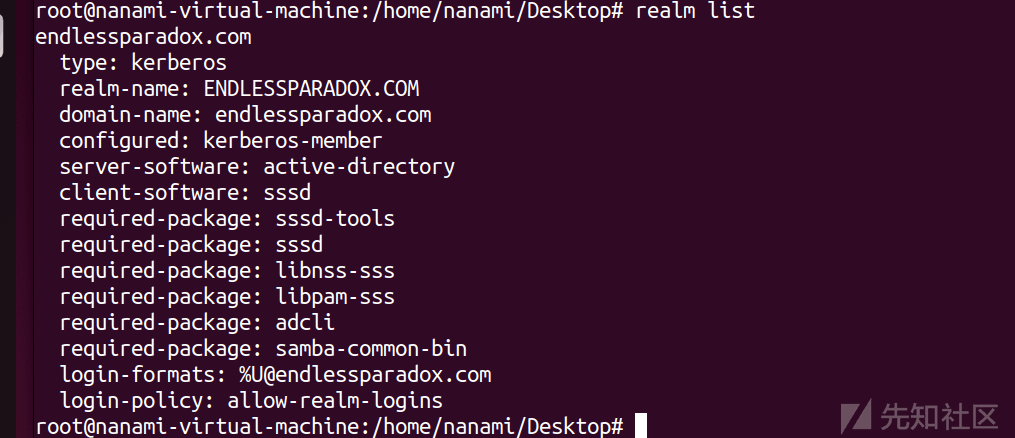 root@nanami-virtual-machine:/home/nanami/Desktop# realm list
endlessparadox.com
  type: kerberos
  realm-name: ENDLESSPARADOX.COM
  domain-name: endlessparadox.com
  configured: kerberos-member
  server-software: active-directory
  client-software: sssd
  required-package: sssd-tools
  required-package: sssd
  required-package: libnss-sss
  required-package: libpam-sss
  required-package: adcli
  required-package: samba-common-bin
  login-formats: %U@endlessparadox.com
  login-policy: allow-realm-logins
root@nanami-virtual-machine:/home/nanami/Desktop#
先知社区